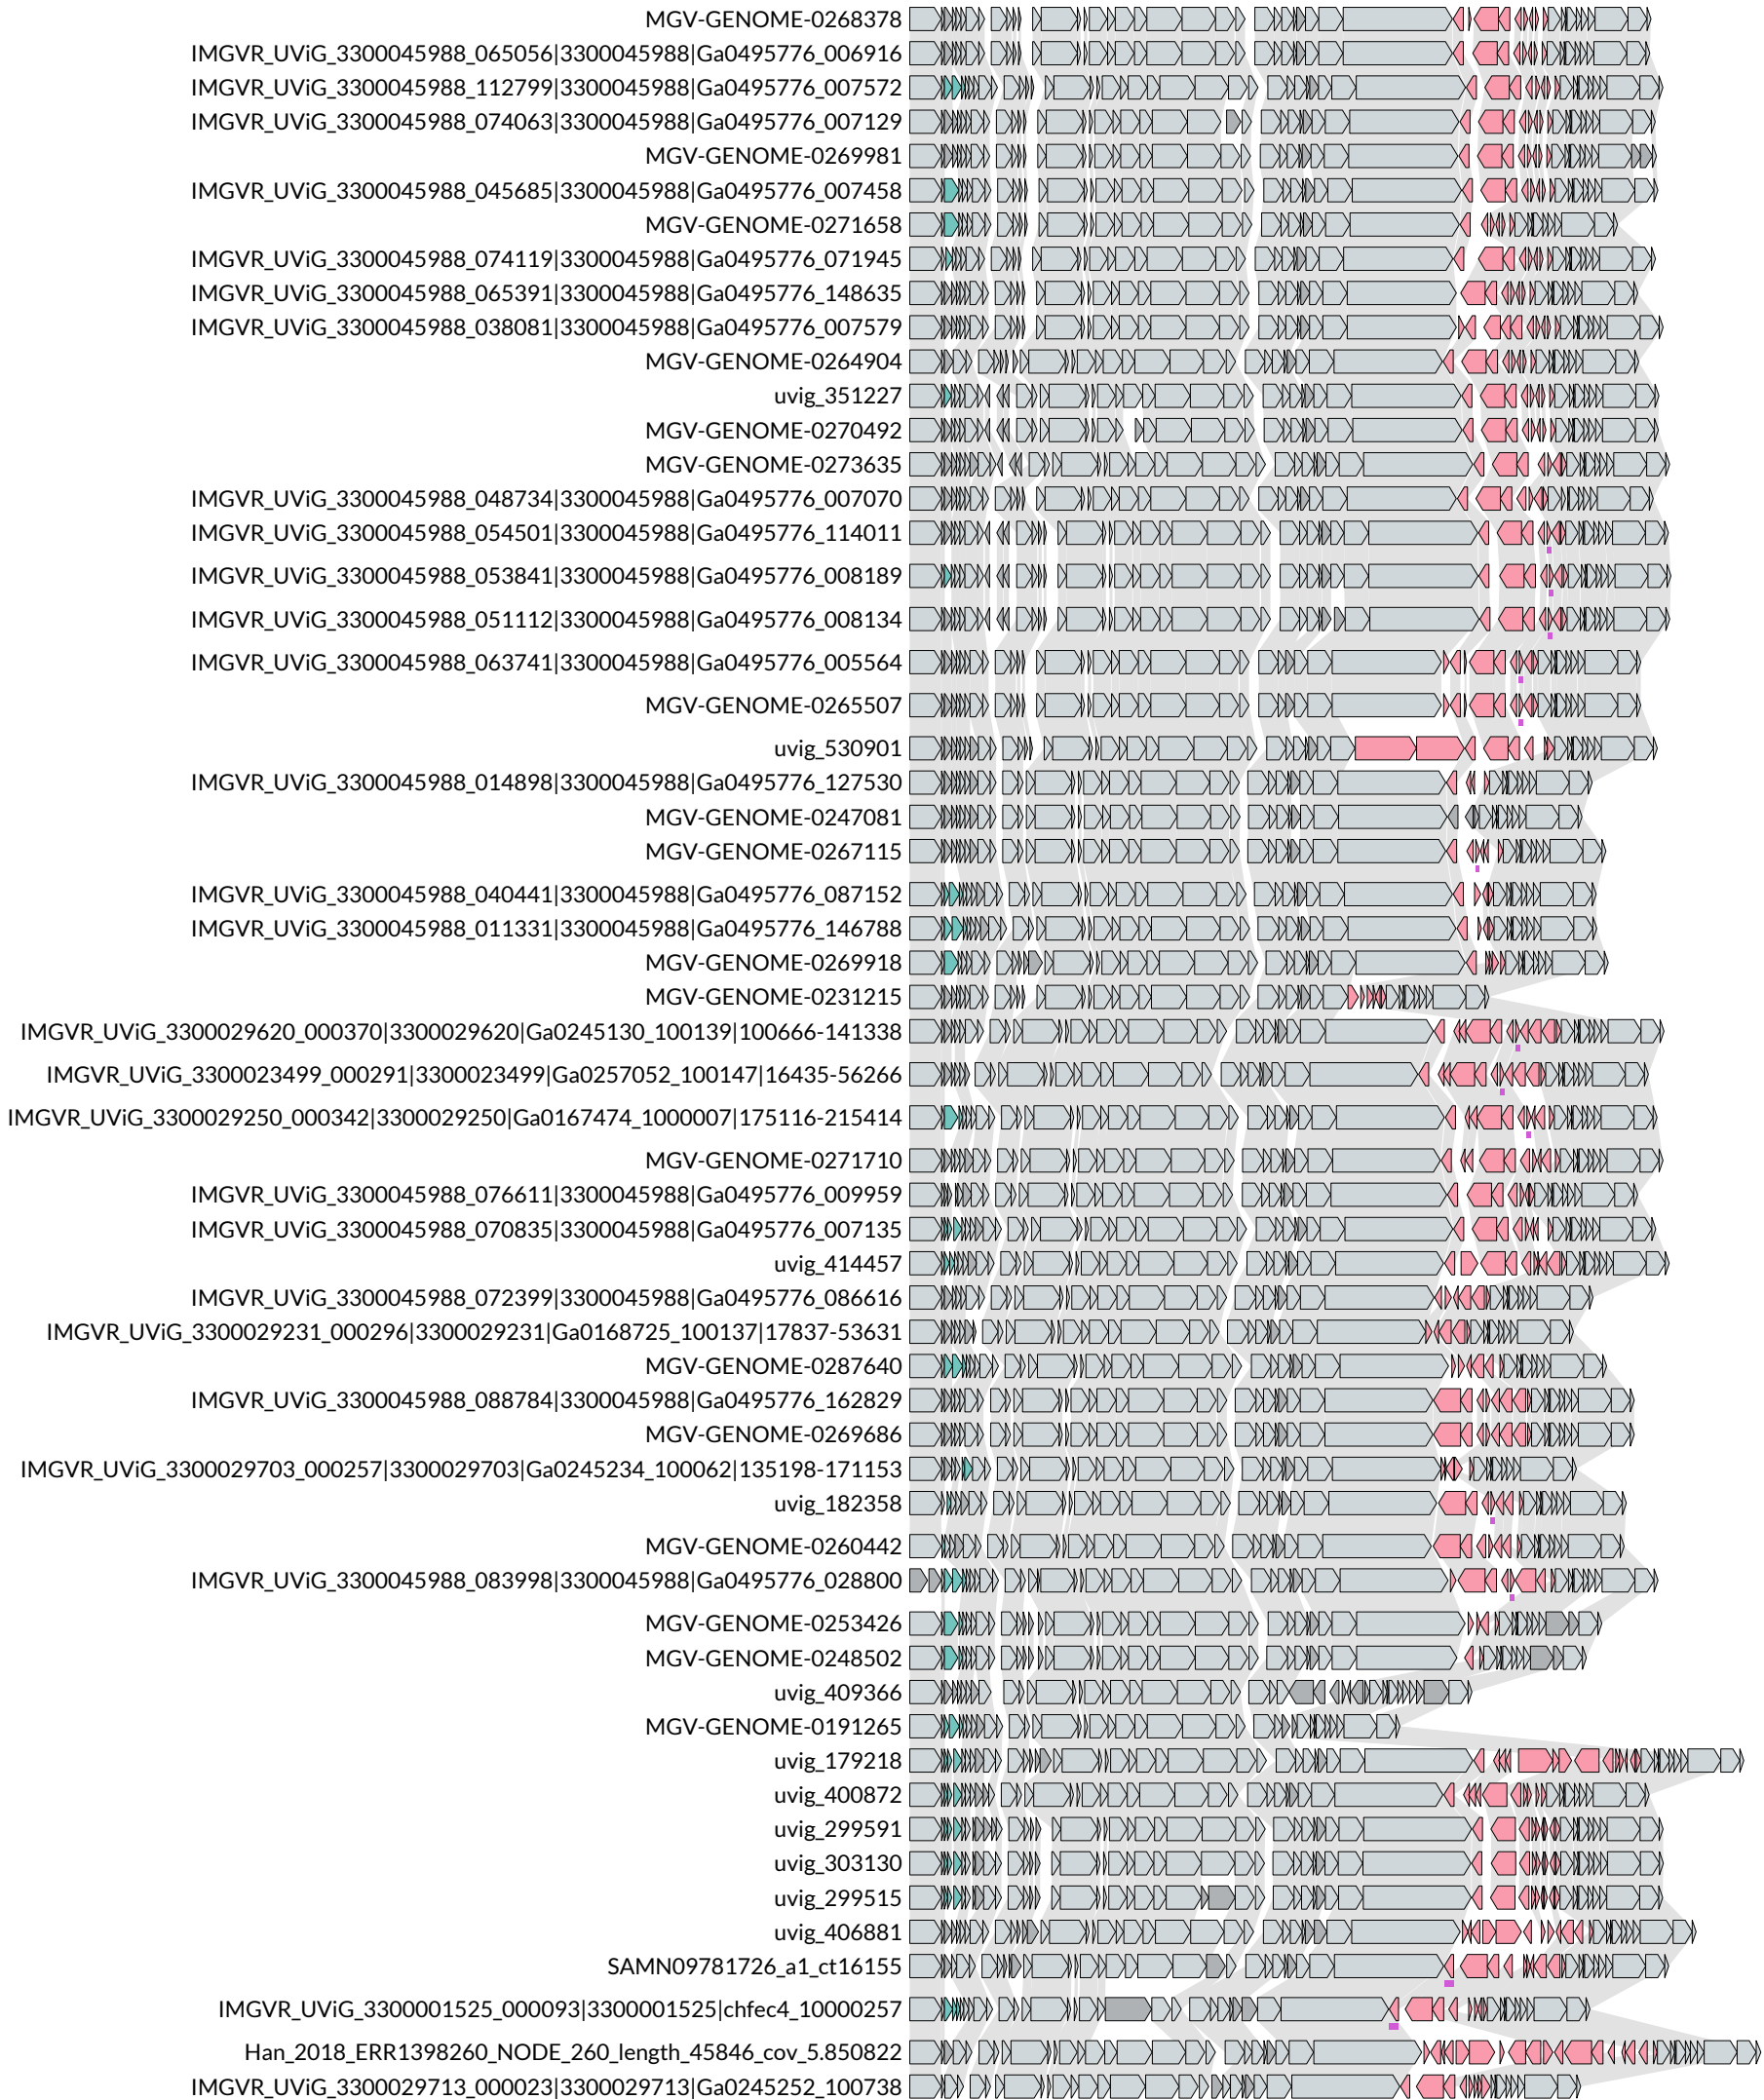 MGV-GENOME-0268378
IMGVR_UViG_3300045988_065056|3300045988|Ga0495776_006916
IMGVR_UViG_3300045988_112799|3300045988|Ga0495776_007572
IMGVR_UViG_3300045988_074063|3300045988|Ga0495776_007129
MGV-GENOME-0269981
IMGVR_UViG_3300045988_045685|3300045988|Ga0495776_007458
MGV-GENOME-0271658
IMGVR_UViG_3300045988_074119|3300045988|Ga0495776_071945
IMGVR_UViG_3300045988_065391|3300045988|Ga0495776_148635
IMGVR_UViG_3300045988_038081|3300045988|Ga0495776_007579
MGV-GENOME-0264904
uvig_351227
MGV-GENOME-0270492
MGV-GENOME-0273635
IMGVR_UViG_3300045988_048734|3300045988|Ga0495776_007070
IMGVR_UViG_3300045988_054501|3300045988|Ga0495776_114011
IMGVR_UViG_3300045988_053841|3300045988|Ga0495776_008189
IMGVR_UViG_3300045988_051112|3300045988|Ga0495776_008134
IMGVR_UViG_3300045988_063741|3300045988|Ga0495776_005564
MGV-GENOME-0265507
uvig_530901
IMGVR_UViG_3300045988_014898|3300045988|Ga0495776_127530
MGV-GENOME-0247081
MGV-GENOME-0267115
IMGVR_UViG_3300045988_040441|3300045988|Ga0495776_087152
IMGVR_UViG_3300045988_011331|3300045988|Ga0495776_146788
MGV-GENOME-0269918
MGV-GENOME-0231215
IMGVR_UViG_3300029620_000370|3300029620|Ga0245130_100139|100666-141338
IMGVR_UViG_3300023499_000291|3300023499|Ga0257052_100147|16435-56266
IMGVR_UViG_3300029250_000342|3300029250|Ga0167474_1000007|175116-215414
MGV-GENOME-0271710
IMGVR_UViG_3300045988_076611|3300045988|Ga0495776_009959
IMGVR_UViG_3300045988_070835|3300045988|Ga0495776_007135
uvig_414457
IMGVR_UViG_3300045988_072399|3300045988|Ga0495776_086616
IMGVR_UViG_3300029231_000296|3300029231|Ga0168725_100137|17837-53631
MGV-GENOME-0287640
IMGVR_UViG_3300045988_088784|3300045988|Ga0495776_162829
MGV-GENOME-0269686
IMGVR_UViG_3300029703_000257|3300029703|Ga0245234_100062|135198-171153
uvig_182358
MGV-GENOME-0260442
IMGVR_UViG_3300045988_083998|3300045988|Ga0495776_028800
MGV-GENOME-0253426
MGV-GENOME-0248502
uvig_409366
MGV-GENOME-0191265
uvig_179218
uvig_400872
uvig_299591
uvig_303130
uvig_299515
uvig_406881
SAMN09781726_a1_ct16155
IMGVR_UViG_3300001525_000093|3300001525|chfec4_10000257
Han_2018_ERR1398260_NODE_260_length_45846_cov_5.850822
IMGVR_UViG_3300029713_000023|3300029713|Ga0245252_100738